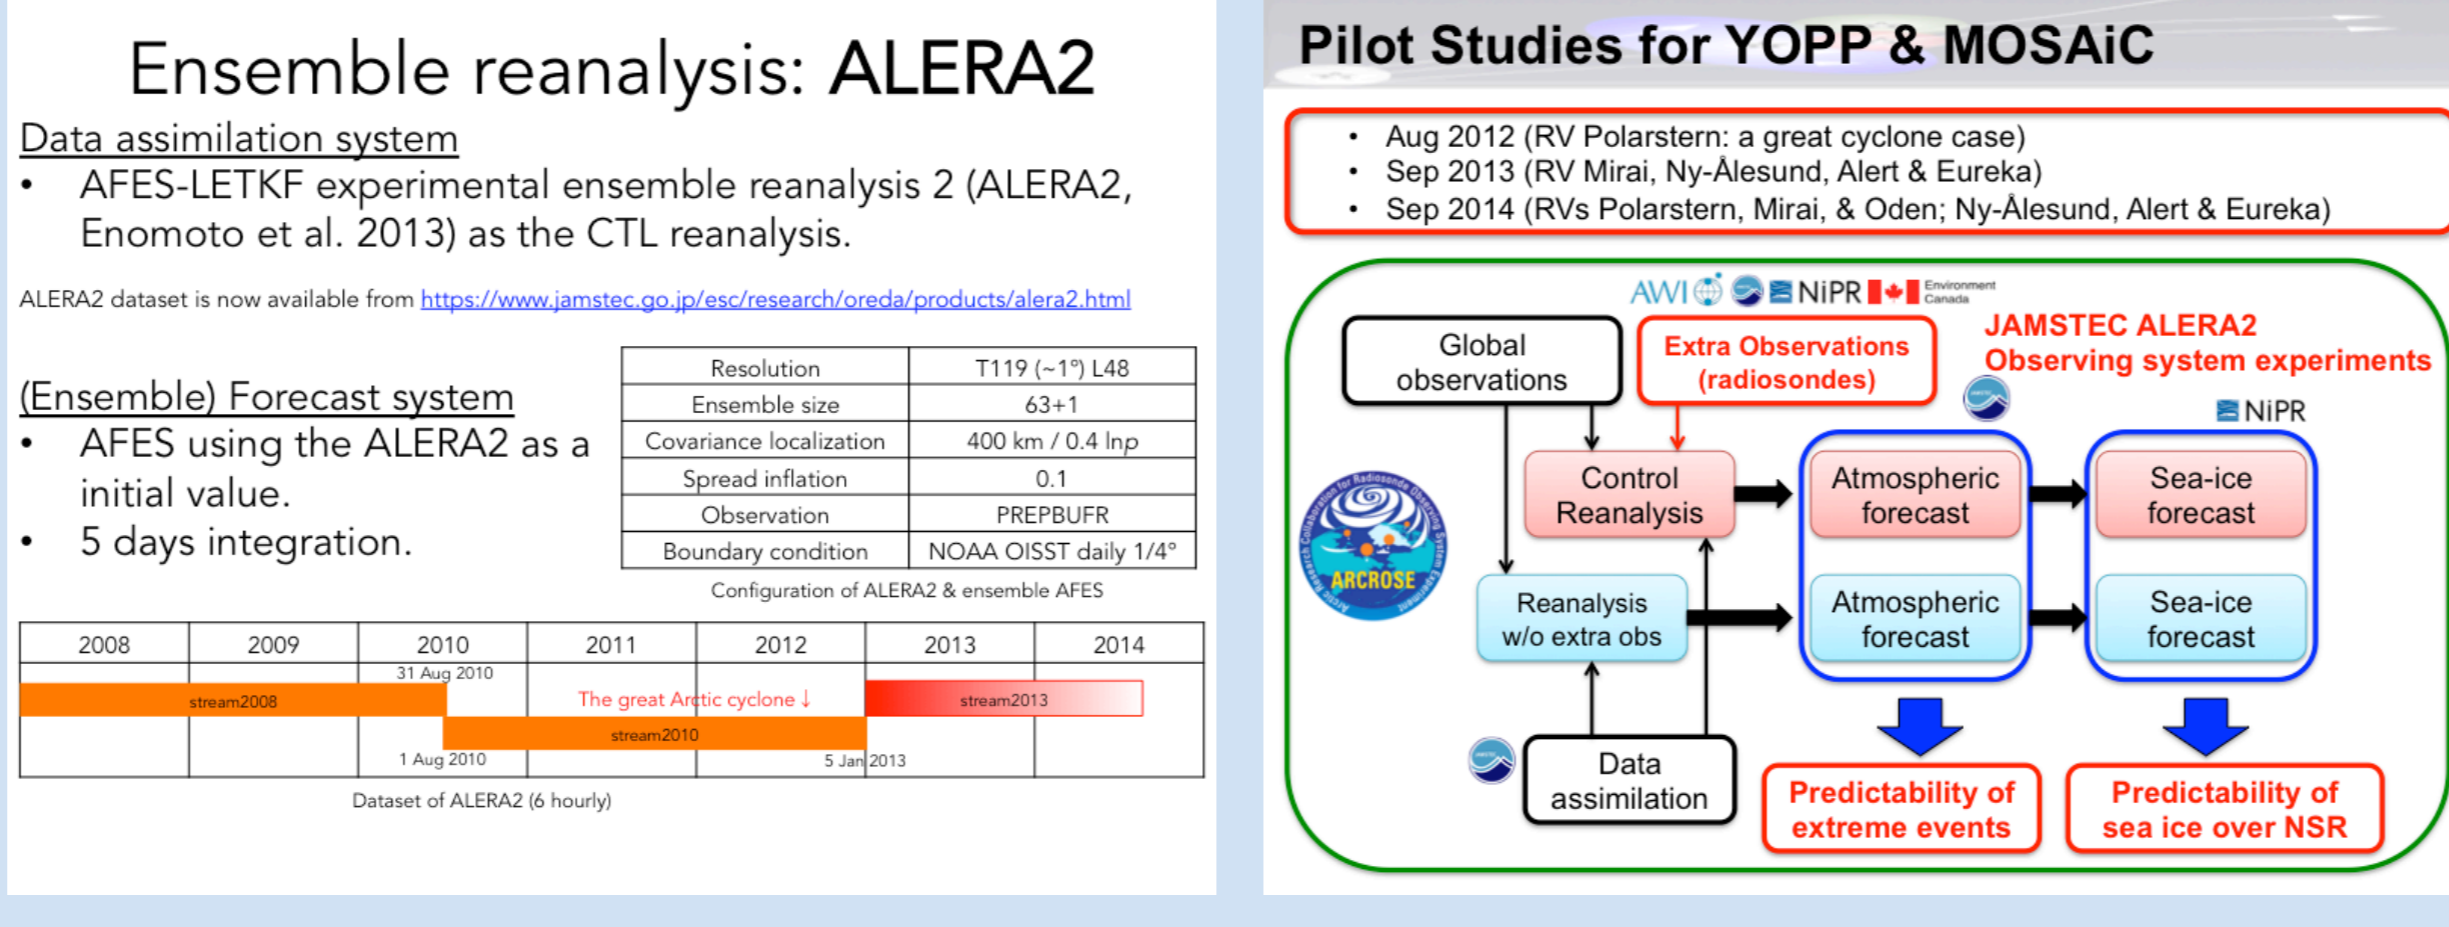 Ensemble reanalysis: ALERA2
Data assimilation system
• AFES-LETKF experimental ensemble reanalysis 2 (ALERA2,
Enomoto et al. 2013) as the CTL reanalysis.
ALERA2 dataset is now available from https://www.jamstec.go.jp/esc/research/oreda/products/alera2.html
(Ensemble) Forecast system
• AFES using the ALERA2 as a
initial value.
• 5 days integration.
Resolution T119 (~1°) L48
Ensemble size 63+1
Covariance localization 400 km / 0.4 lnp
Spread inflation 0.1
Observation PREPBUFR
Boundary condition NOAA OISST daily 1/4°
Configuration of ALERA2 & ensemble AFES
2008 2009 2010 2011 2012 2013 2014
31 Aug 2010
stream2008
The great Arctic cyclone ↓
stream2013
stream2010
1 Aug 2010
5 Jan 2013
Dataset of ALERA2 (6 hourly)
Pilot Studies for YOPP & MOSAiC
• Aug 2012 (RV Polarstern: a great cyclone case)
• Sep 2013 (RV Mirai, Ny-Ålesund, Alert & Eureka)
• Sep 2014 (RVs Polarstern, Mirai, & Oden; Ny-Ålesund, Alert & Eureka)
AWI NiPR Environment
Canada
Global
observations
Extra Observations
(radiosondes)
JAMSTEC ALERA2
Observing system experiments
NiPR
Control
Reanalysis
Atmospheric
forecast
Sea-ice
forecast
Arctic Research Collaboration for Radiosonde Observing System Experiment
ARCROSE
Reanalysis
w/o extra obs
Atmospheric
forecast
Sea-ice
forecast
Data
assimilation
Predictability of
extreme events
Predictability of
sea ice over NSR